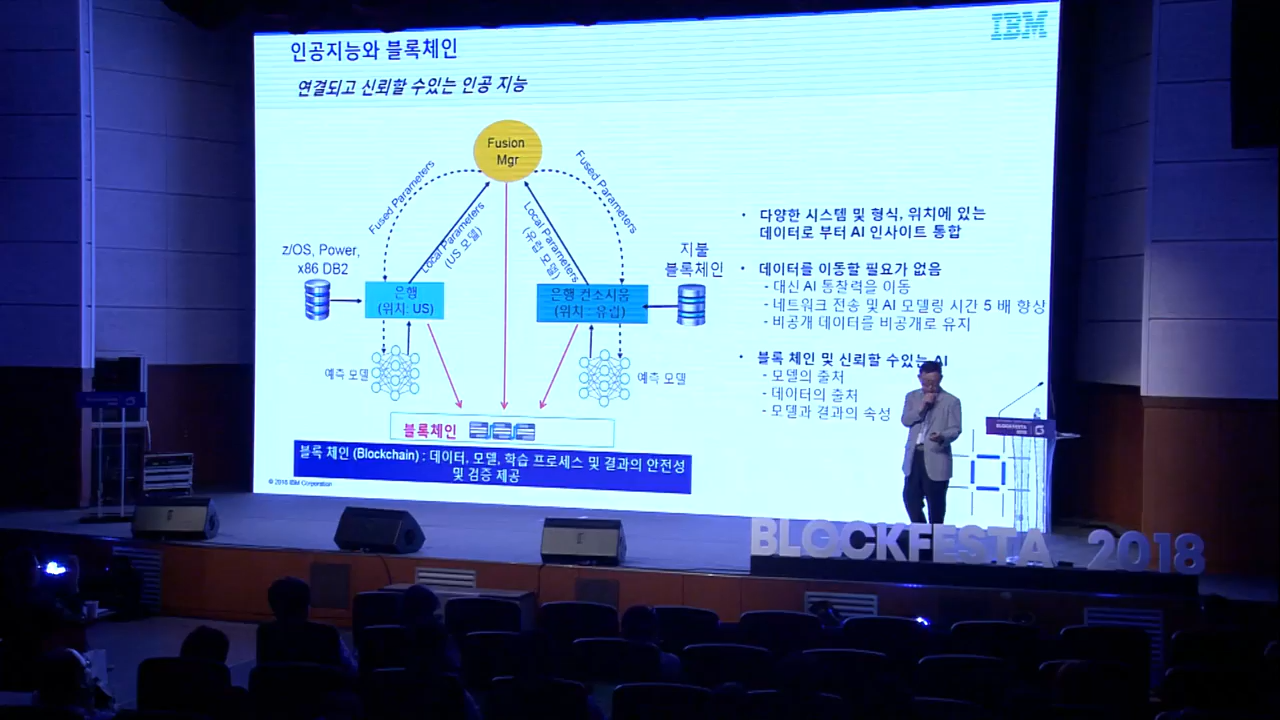 인공지능와 블록체인
IBM
연결되고 신뢰할 수있는 인공 지능
Fusion
Mgr
Fused Parameters
Fused Parameters
Local Parameters
(US 모델)
Local Parameters
(유럽 모델)
z/OS, Power,
x86 DB2
은행
(위치: US)
은행 컨소시움
(위치: 유럽)
지불
블록체인
예측 모델
예측 모델
블록체인
블록 체인 (Blockchain) : 데이터, 모델, 학습 프로세스 및 결과의 안전성
및 검증 제공
© 2018 IBM Corporation
• 다양한 시스템 및 형식, 위치에 있는
데이터로 부터 AI 인사이트 통합
• 데이터를 이동할 필요가 없음
- 대신 AI 통찰력을 이동
- 네트워크 전송 및 AI 모델링 시간 5 배 향상
- 비공개 데이터를 비공개로 유지
• 블록 체인 및 신뢰할 수있는 AI
- 모델의 출처
- 데이터의 출처
- 모델과 결과의 속성
BLOCKFESTA
BLOCKFESTA 2018